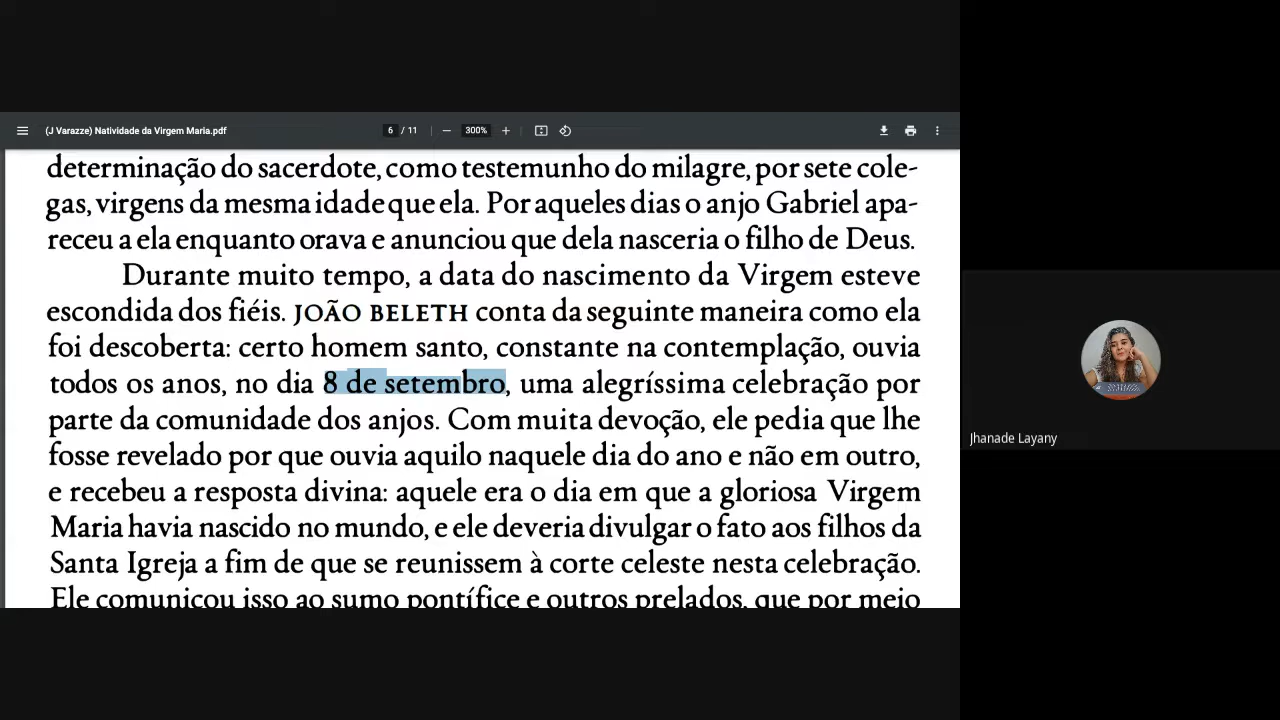 (J Varazze) Natividade da Virgem Maria.pdf
6 / 11
300%
determinação do sacerdote, como testemunho do milagre, por sete cole-
gas, virgens da mesma idade que ela. Por aqueles dias o anjo Gabriel apa-
receu a ela enquanto orava e anunciou que dela nasceria o filho de Deus.
Durante muito tempo, a data do nascimento da Virgem esteve
escondida dos fiéis. JOÃO BELETH conta da seguinte maneira como ela
foi descoberta: certo homem santo, constante na contemplação, ouvia
todos os anos, no dia 8 de setembro, uma alegríssima celebração por
parte da comunidade dos anjos. Com muita devoção, ele pedia que lhe
fosse revelado por que ouvia aquilo naquele dia do ano e não em outro,
e recebeu a resposta divina: aquele era o dia em que a gloriosa Virgem
Maria havia nascido no mundo, e ele deveria divulgar o fato aos filhos da
Santa Igreja a fim de que se reunissem à corte celeste nesta celebração.
Ele comunicou isso ao sumo pontífice e outros prelados, que por meio
Jhanade Layany